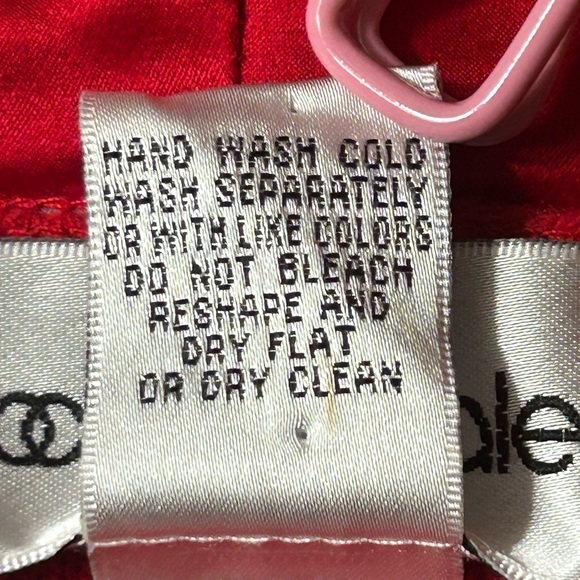 HAND WASH COLD
WASH SEPARATELY
OR WITH LIKE COLORS
DO NOT BLEACH
RESHAPE AND
DRY FLAT
OR DRY CLEAN
ale